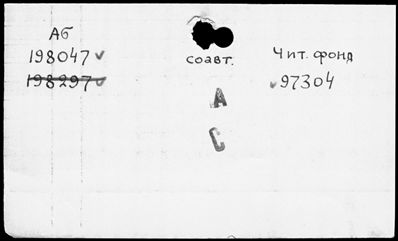 Аб
198047 ✓
198297 ✓
соавт.
А
С
Чит. фонд
✓97304